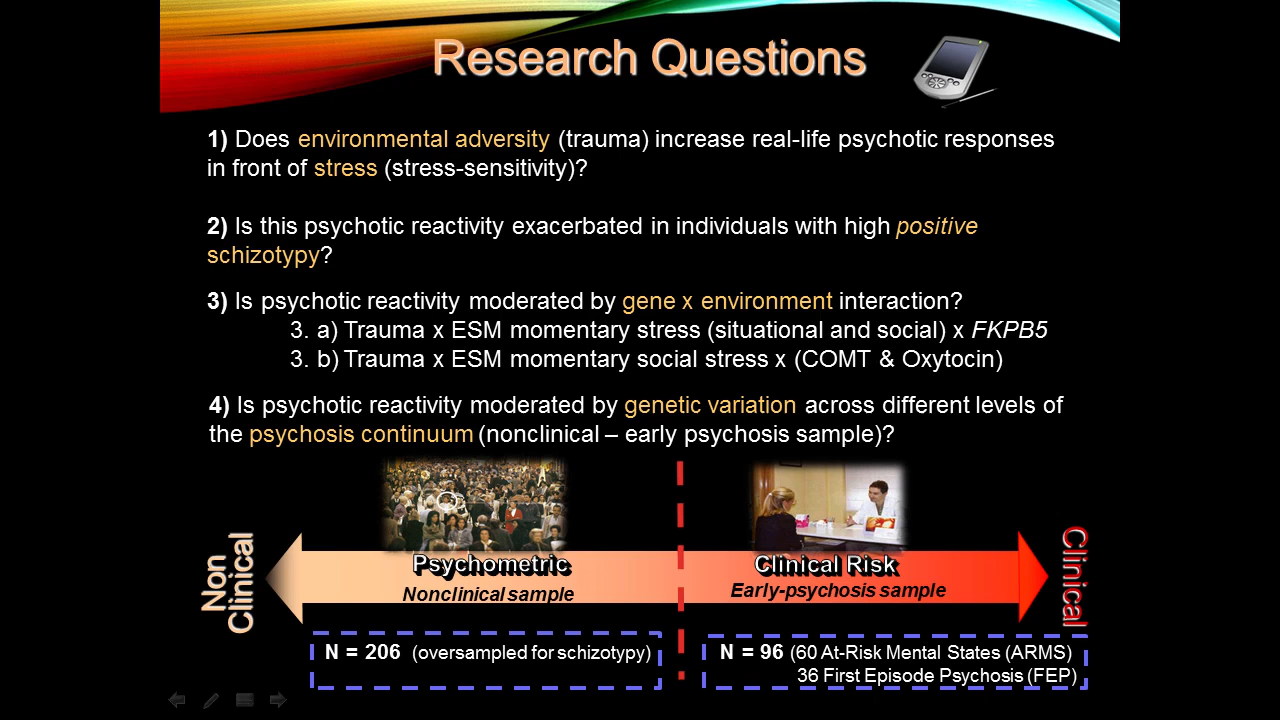 Research Questions
1) Does environmental adversity (trauma) increase real-life psychotic responses
in front of stress (stress-sensitivity)?
2) Is this psychotic reactivity exacerbated in individuals with high positive
schizotypy?
3) Is psychotic reactivity moderated by gene x environment interaction?
3. a) Trauma x ESM momentary stress (situational and social) x FKPB5
3. b) Trauma x ESM momentary social stress x (COMT & Oxytocin)
4) Is psychotic reactivity moderated by genetic variation across different levels of
the psychosis continuum (nonclinical – early psychosis sample)?
Non
Clinical
Psychometric
Nonclinical sample
Clinical Risk
Early-psychosis sample
Clinical
N = 206 (oversampled for schizotypy)
N = 96 (60 At-Risk Mental States (ARMS)
36 First Episode Psychosis (FEP)